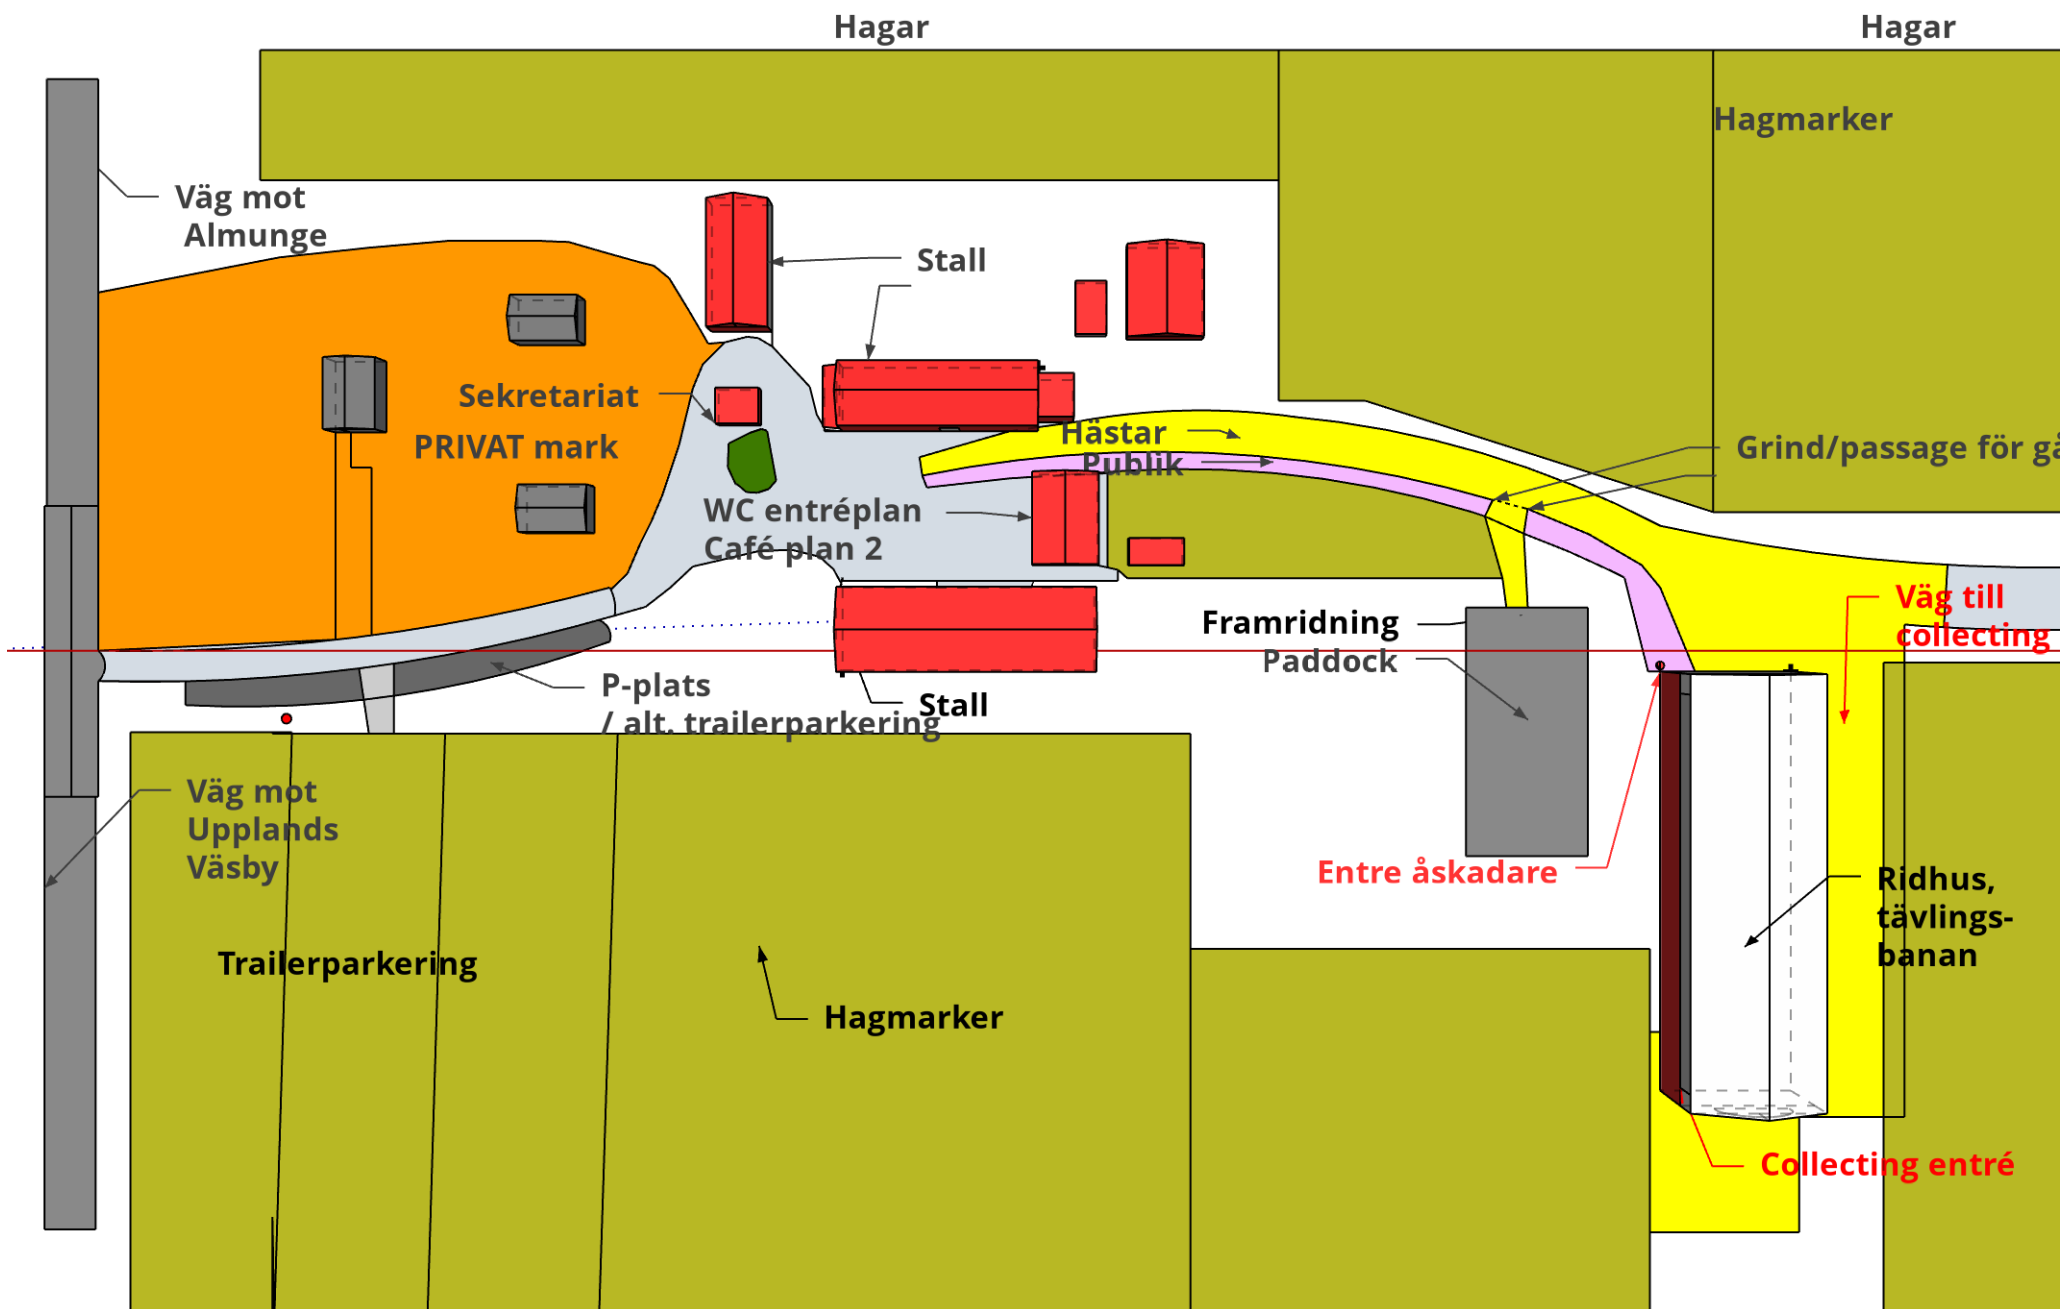 Hagar
Hagar
Hagmarker
Väg mot
Almunge
Stall
Sekretariat
PRIVAT mark
Hästar
Publik
Grind/passage för gå
WC entréplan
Café plan 2
Framridning
Paddock
Väg till
collecting
P-plats
/ alt. trailerparkering
Stall
Väg mot
Upplands
Väsby
Entre åskadare
Ridhus,
tävlings-
banan
Trailerparkering
Hagmarker
Collecting entré